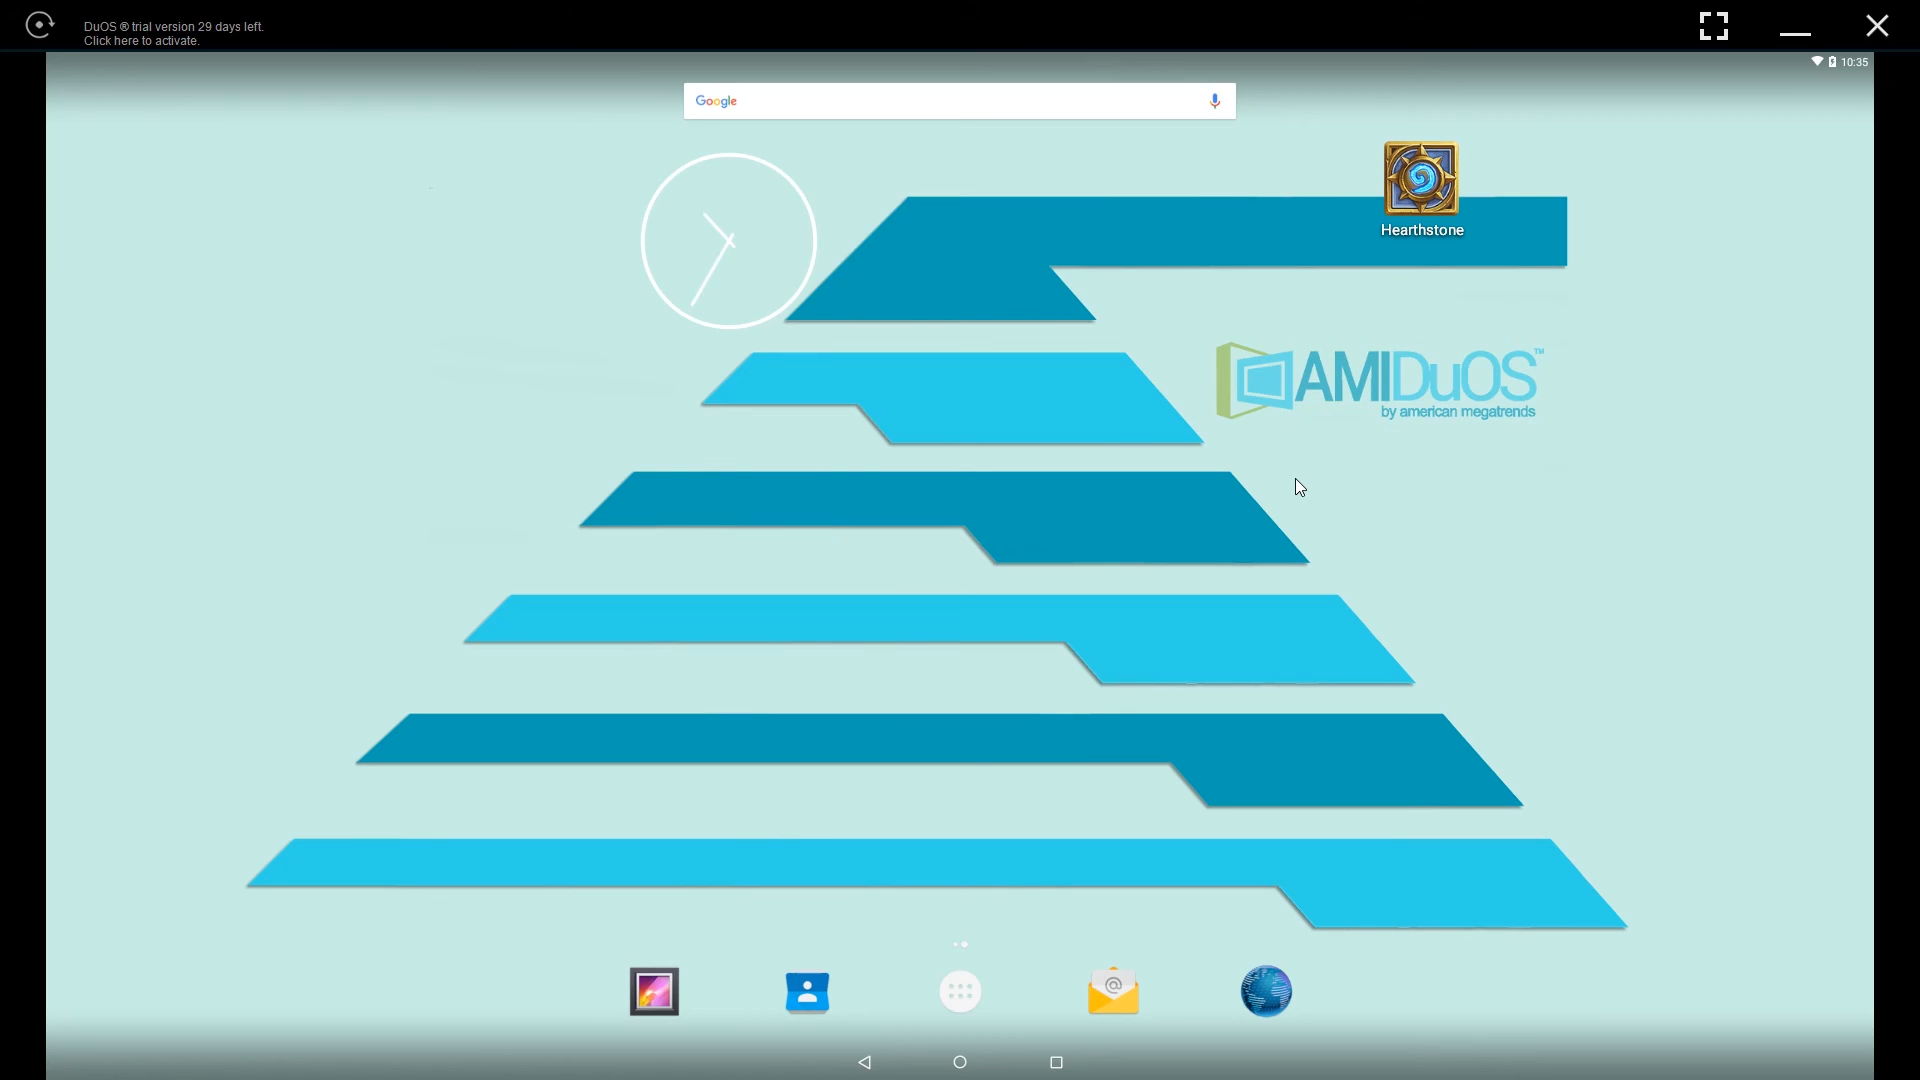 DuOS ® trial version 29 days left.
Click here to activate.
10:35
Google
Hearthstone
AMIDuOS™
by american megatrends
@